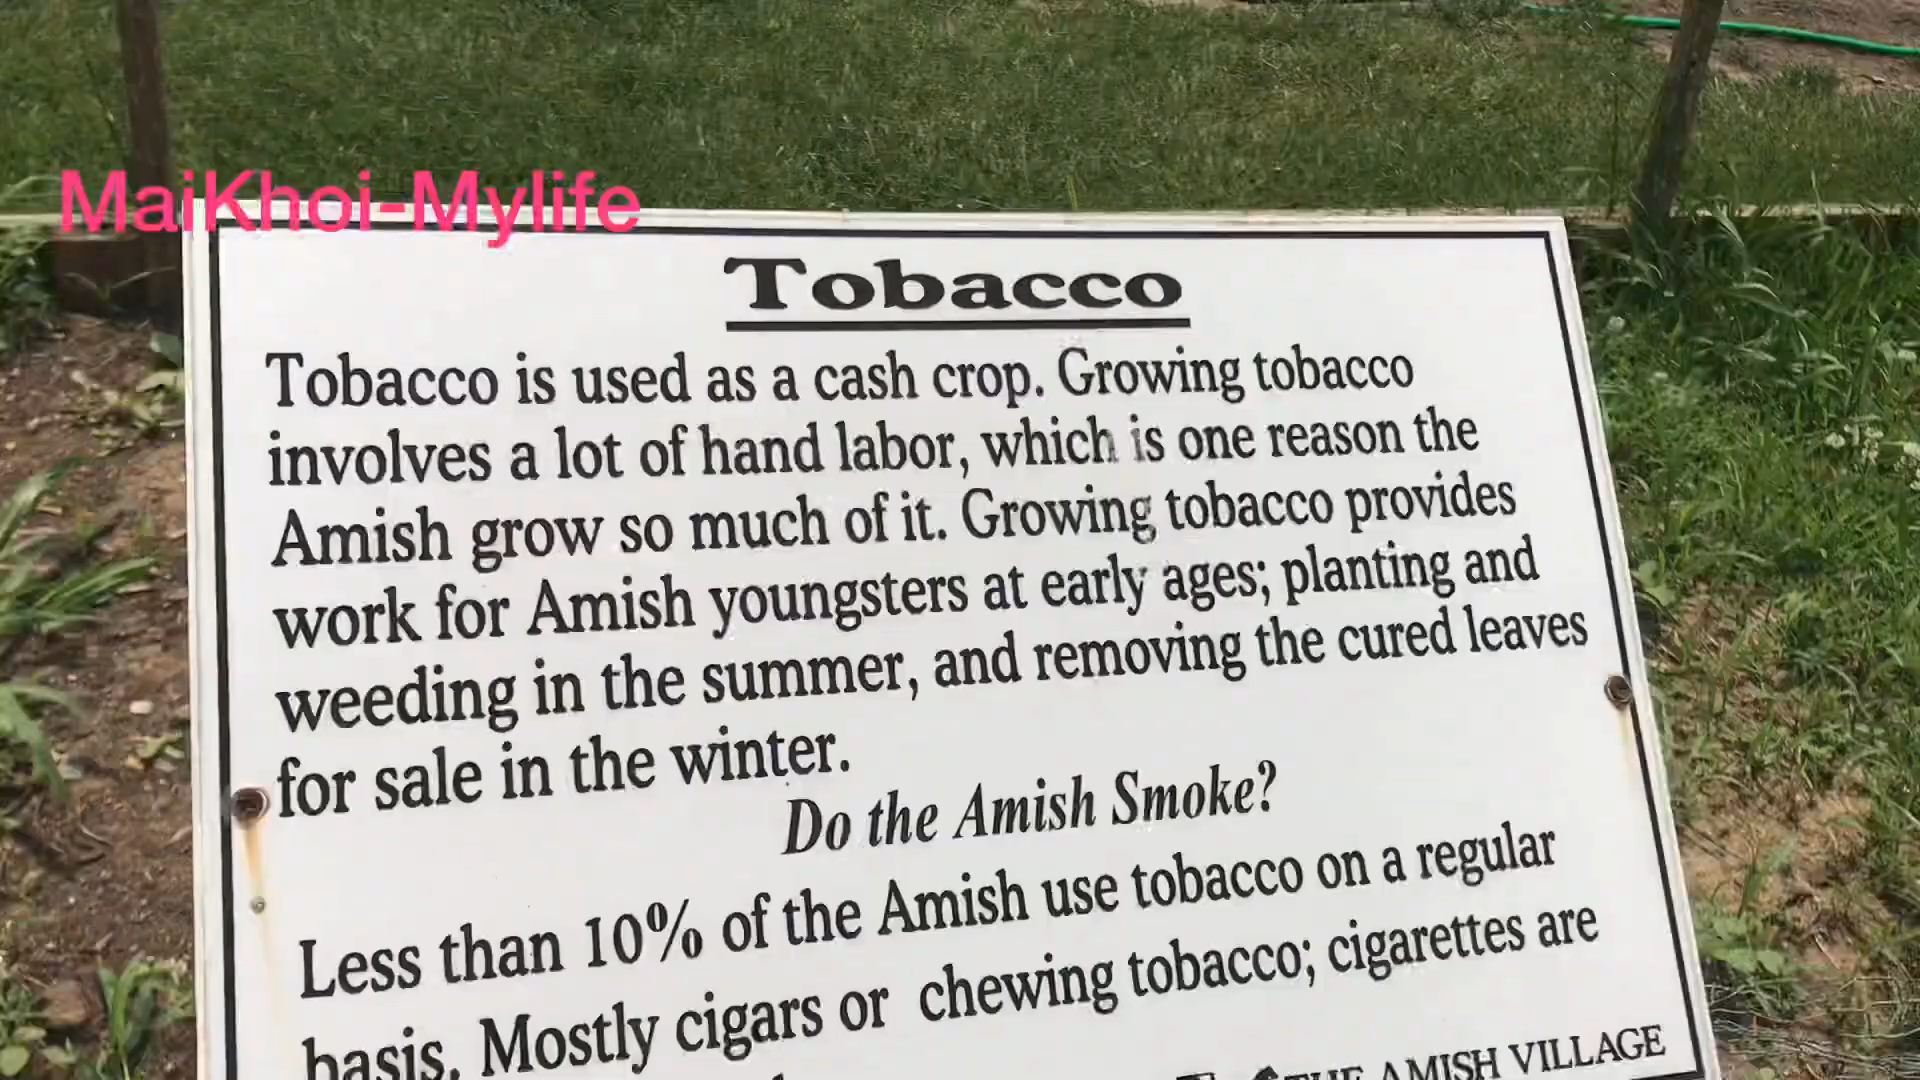 MaiKhoi-Mylife
Tobacco
Tobacco is used as a cash crop. Growing tobacco
involves a lot of hand labor, which is one reason the
Amish grow so much of it. Growing tobacco provides
work for Amish youngsters at early ages; planting and
weeding in the summer, and removing the cured leaves
for sale in the winter.
Do the Amish Smoke?
Less than 10% of the Amish use tobacco on a regular
basis. Mostly cigars or chewing tobacco; cigarettes are
THE AMISH VILLAGE